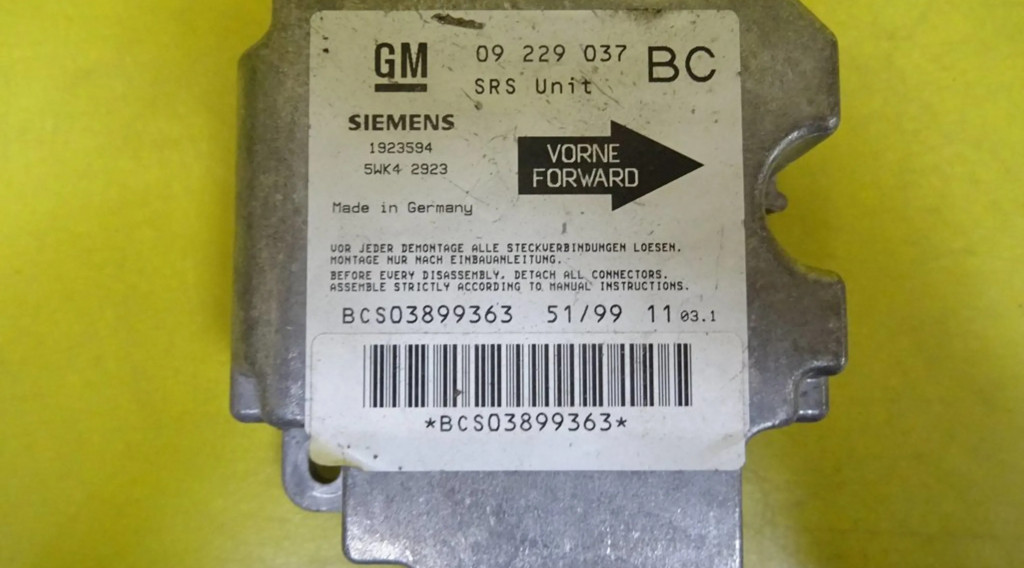 GM 09 229 037 BC
SRS Unit
SIEMENS
1923594
5WK4 2923
VORNE
FORWARD
Made in Germany
VOR JEDER DEMONTAGE ALLE STECKVERBINDUNGEN LOESEN.
MONTAGE NUR NACH EINBAUANLEITUNG.
BEFORE EVERY DISASSEMBLY, DETACH ALL CONNECTORS.
ASSEMBLE STRICTLY ACCORDING TO MANUAL INSTRUCTIONS.
BCS03899363 51/99 11 03.1
*BCS03899363*